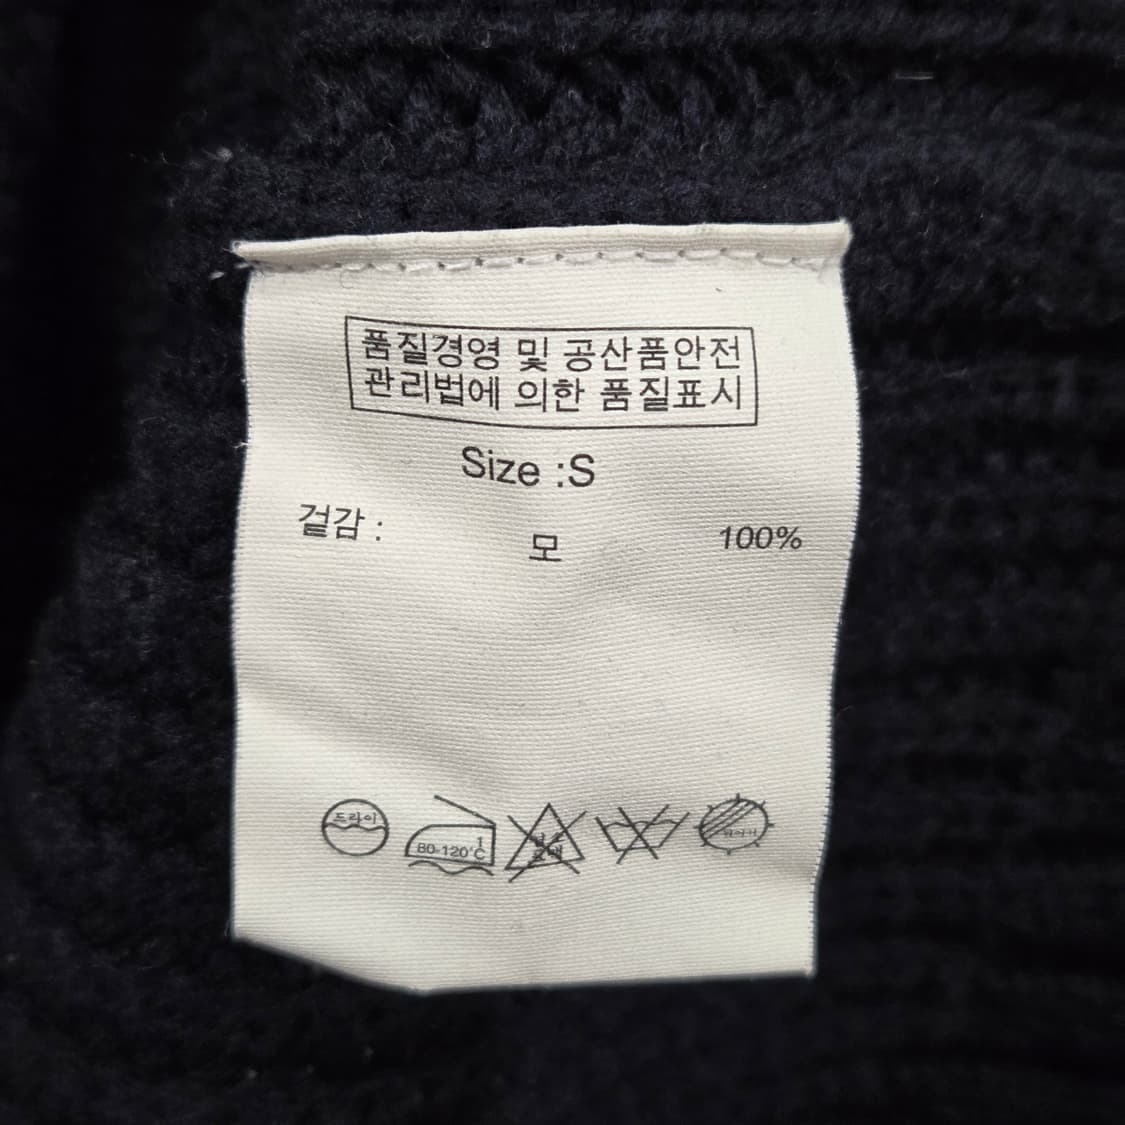 품질경영 및 공산품안전
관리법에 의한 품질표시
Size :S
겉감 : 모 100%
드라이
1
80-120℃